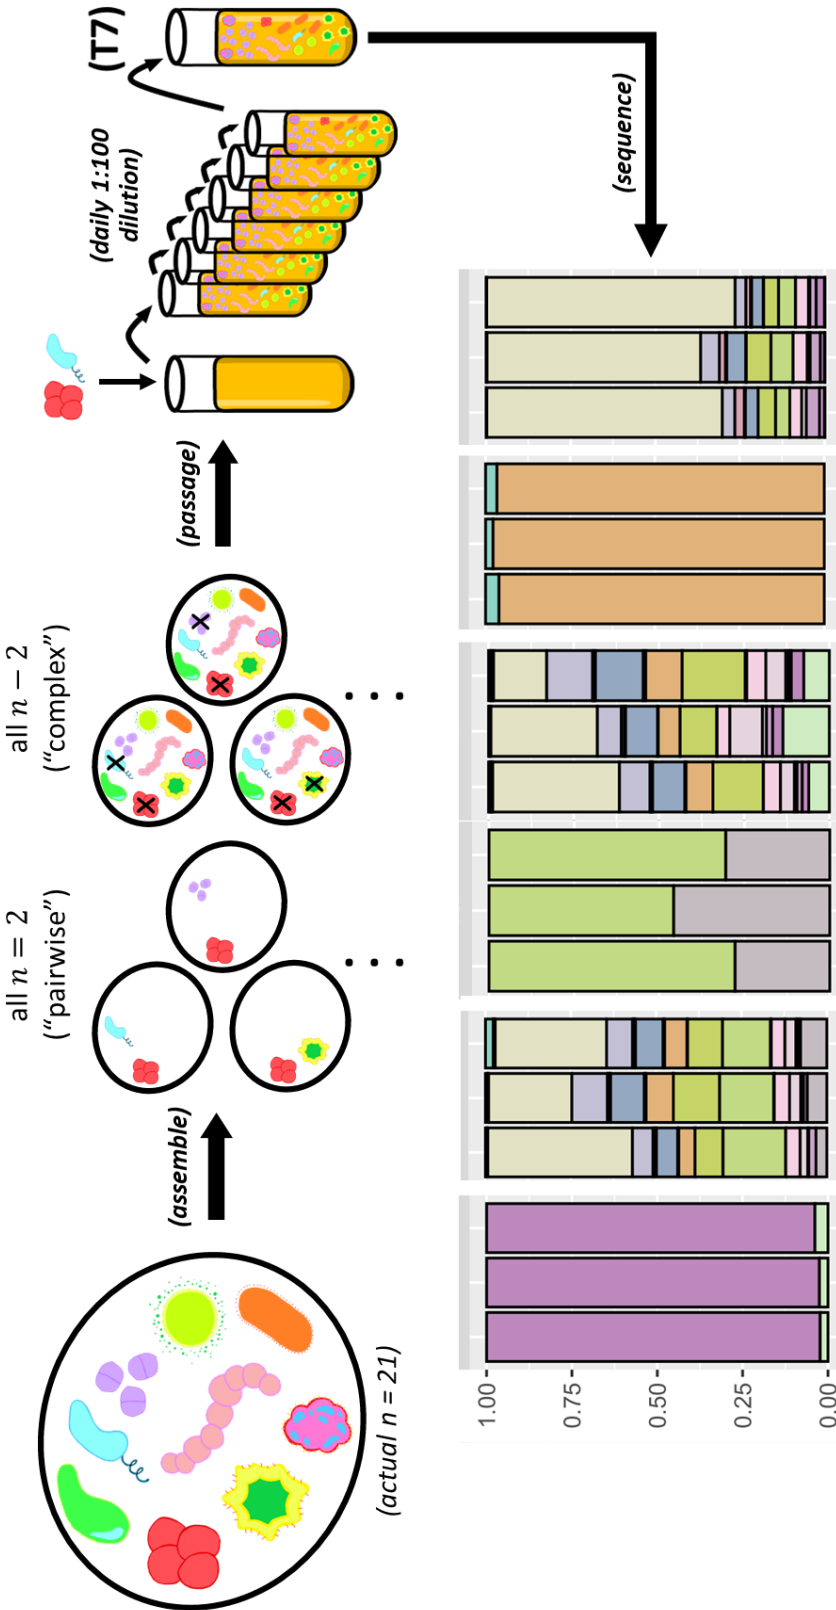 (actual n = 21)
(assemble)
all n = 2
("pairwise")
. . .
all n − 2
("complex")
. . .
(passage)
(daily 1:100
dilution)
(T7)
(sequence)
1.00
0.75
0.50
0.25
0.00